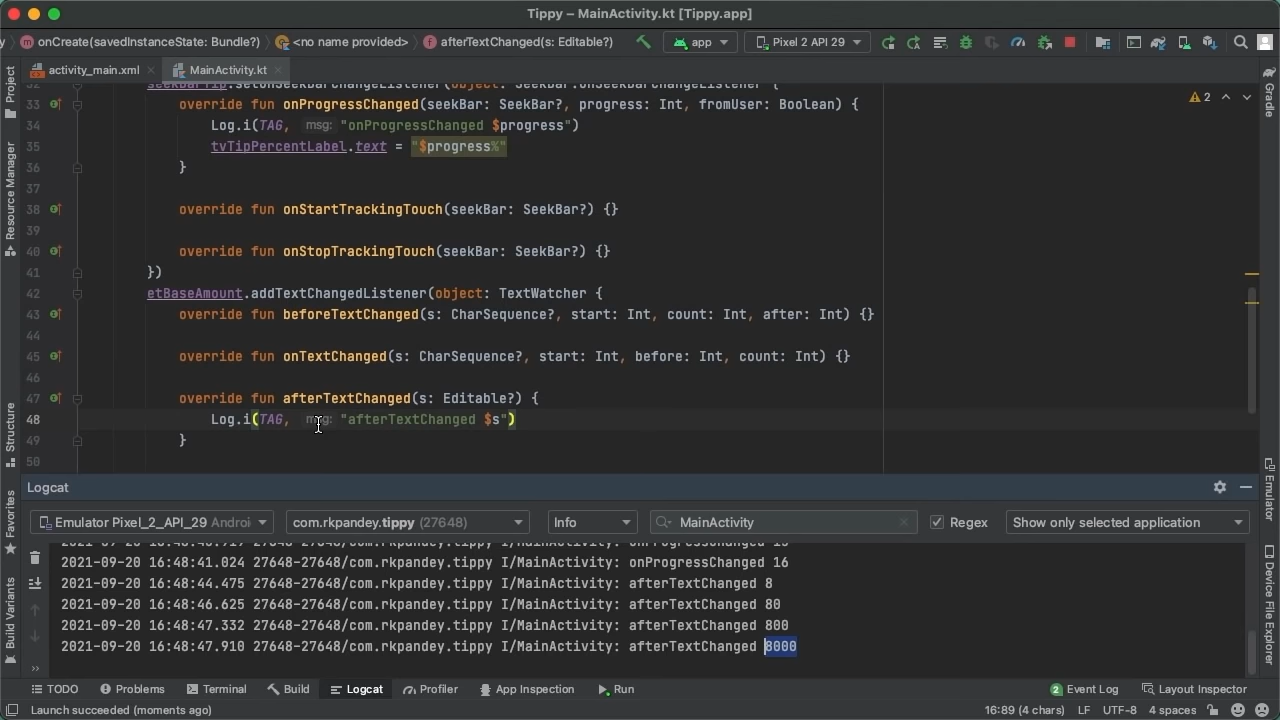 Tippy – MainActivity.kt [Tippy.app]
onCreate(savedInstanceState: Bundle?) <no name provided> afterTextChanged(s: Editable?) app Pixel 2 API 29
activity_main.xml MainActivity.kt
33 override fun onProgressChanged(seekBar: SeekBar?, progress: Int, fromUser: Boolean) { 2
34 Log.i(TAG, msg: "onProgressChanged $progress")
35 tvTipPercentLabel.text = "$progress%"
36 }
37
38 override fun onStartTrackingTouch(seekBar: SeekBar?) {}
39
40 override fun onStopTrackingTouch(seekBar: SeekBar?) {}
41 })
42 etBaseAmount.addTextChangedListener(object: TextWatcher {
43 override fun beforeTextChanged(s: CharSequence?, start: Int, count: Int, after: Int) {}
44
45 override fun onTextChanged(s: CharSequence?, start: Int, before: Int, count: Int) {}
46
47 override fun afterTextChanged(s: Editable?) {
48 Log.i(TAG, msg: "afterTextChanged $s")
49 }
50
Logcat
Emulator Pixel_2_API_29 Androi com.rkpandey.tippy (27648) Info MainActivity Regex Show only selected application
2021-09-20 16:48:41.024 27648-27648/com.rkpandey.tippy I/MainActivity: onProgressChanged 16
2021-09-20 16:48:44.475 27648-27648/com.rkpandey.tippy I/MainActivity: afterTextChanged 8
2021-09-20 16:48:46.625 27648-27648/com.rkpandey.tippy I/MainActivity: afterTextChanged 80
2021-09-20 16:48:47.332 27648-27648/com.rkpandey.tippy I/MainActivity: afterTextChanged 800
2021-09-20 16:48:47.910 27648-27648/com.rkpandey.tippy I/MainActivity: afterTextChanged 8000
TODO Problems Terminal Build Logcat Profiler App Inspection Run 2 Event Log Layout Inspector
Launch succeeded (moments ago) 16:89 (4 chars) LF UTF-8 4 spaces
Project
Resource Manager
Structure
Favorites
Build Variants
Gradle
Emulator
Device File Explorer